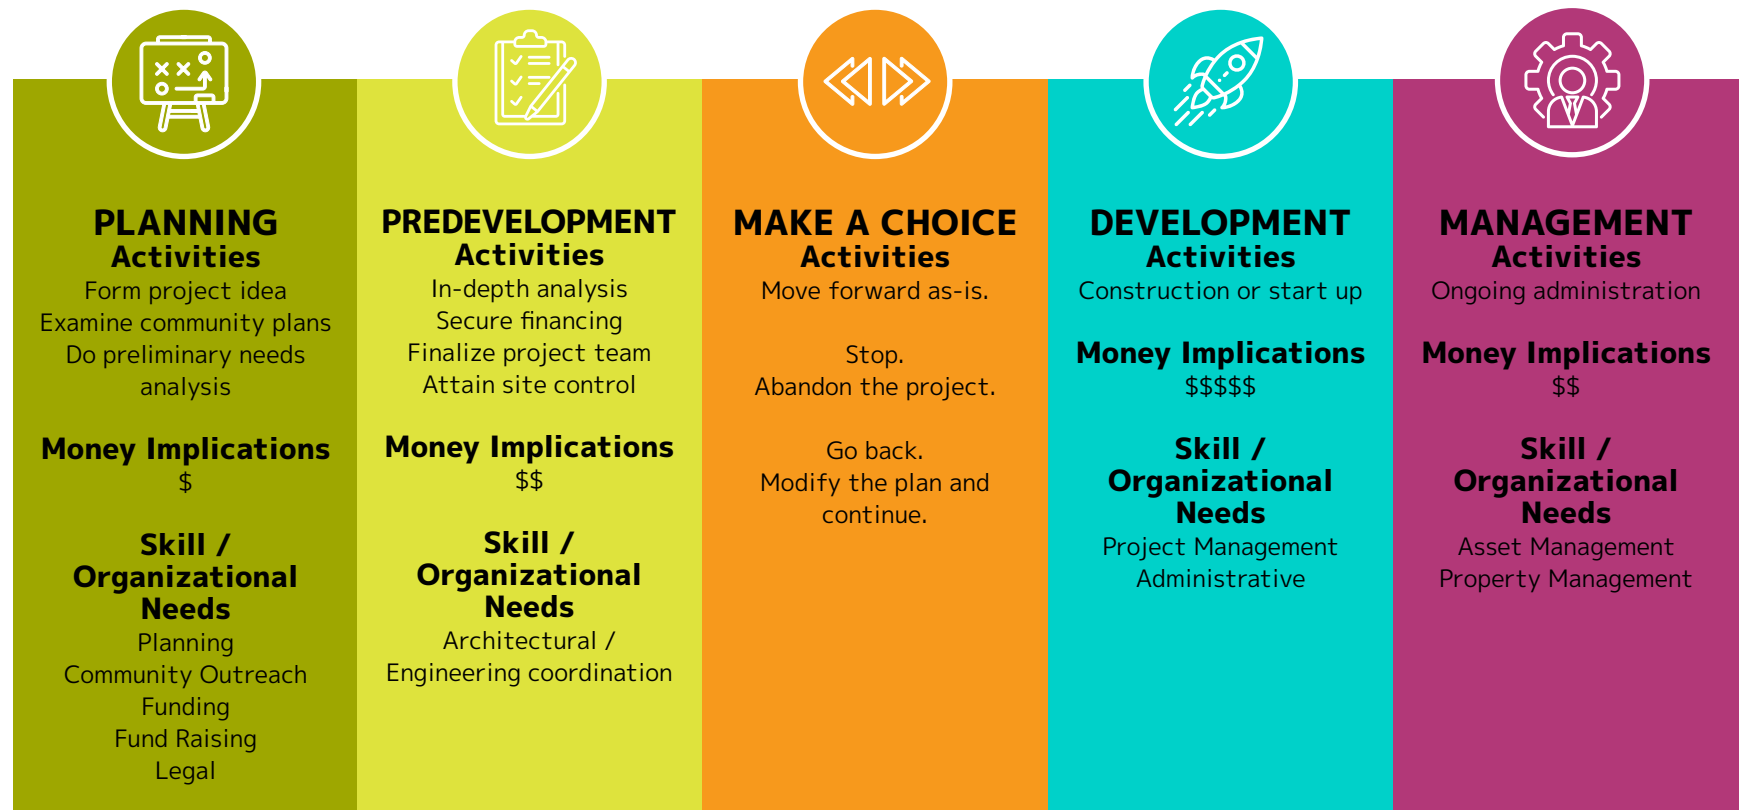 PLANNING
Activities
Form project idea
Examine community plans
Do preliminary needs
analysis
Money Implications
$
Skill /
Organizational
Needs
Planning
Community Outreach
Funding
Fund Raising
Legal
PREDEVELOPMENT
Activities
In-depth analysis
Secure financing
Finalize project team
Attain site control
Money Implications
$$
Skill /
Organizational
Needs
Architectural /
Engineering coordination
MAKE A CHOICE
Activities
Move forward as-is.
Stop.
Abandon the project.
Go back.
Modify the plan and
continue.
DEVELOPMENT
Activities
Construction or start up
Money Implications
$$$$$
Skill /
Organizational
Needs
Project Management
Administrative
MANAGEMENT
Activities
Ongoing administration
Money Implications
$$
Skill /
Organizational
Needs
Asset Management
Property Management